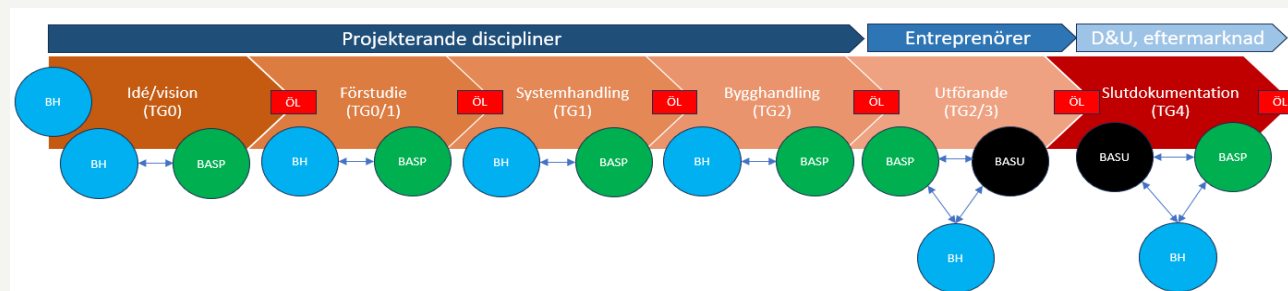 Projekterande discipliner
Entreprenörer
D&U, eftermarknad
BH
Idé/vision
(TG0)
ÖL
Förstudie
(TG0/1)
ÖL
Systemhandling
(TG1)
ÖL
Bygghandling
(TG2)
ÖL
Utförande
(TG2/3)
ÖL
Slutdokumentation
(TG4)
ÖL
BH
BASP
BH
BASP
BH
BASP
BH
BASP
BASP
BASU
BASU
BASP
BH
BH